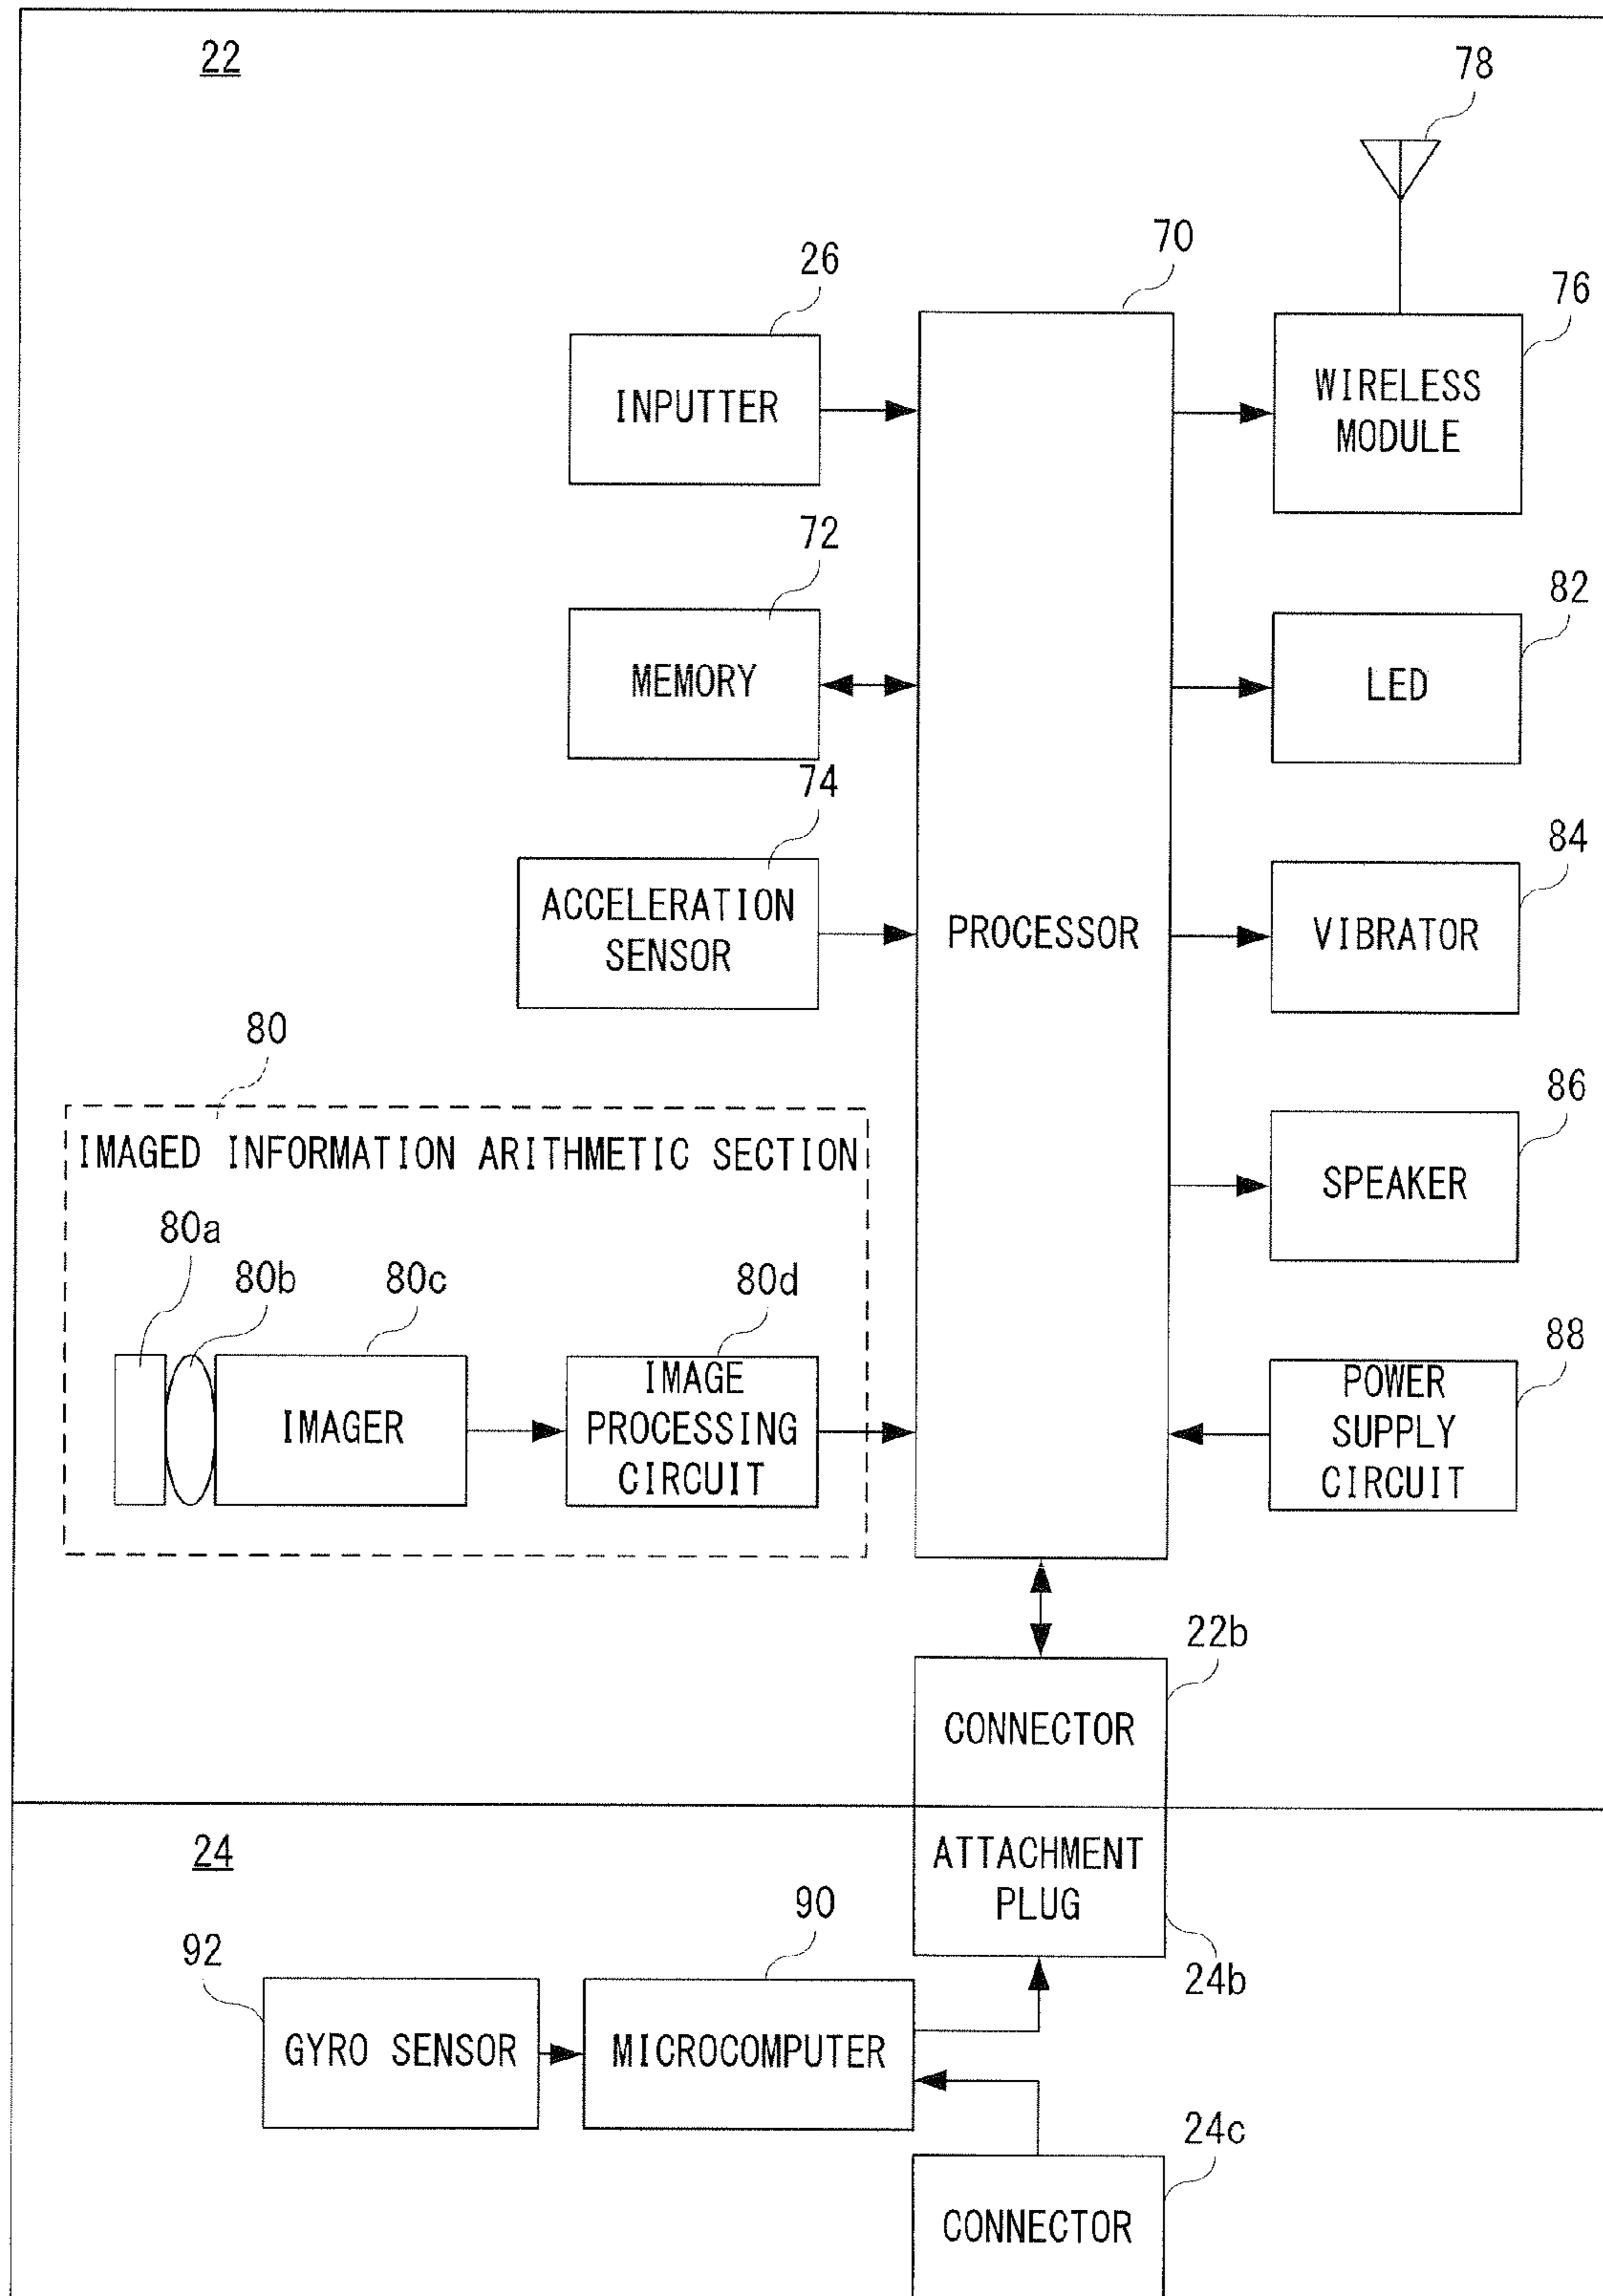 22
78
70
26
76
INPUTTER
WIRELESS
MODULE
72
82
MEMORY
LED
74
84
ACCELERATION
SENSOR
PROCESSOR
VIBRATOR
80
86
IMAGED INFORMATION ARITHMETIC SECTION
SPEAKER
80a
80b
80c
80d
88
IMAGER
IMAGE
PROCESSING
CIRCUIT
POWER
SUPPLY
CIRCUIT
22b
CONNECTOR
24
ATTACHMENT
PLUG
90
92
24b
GYRO SENSOR
MICROCOMPUTER
24c
CONNECTOR